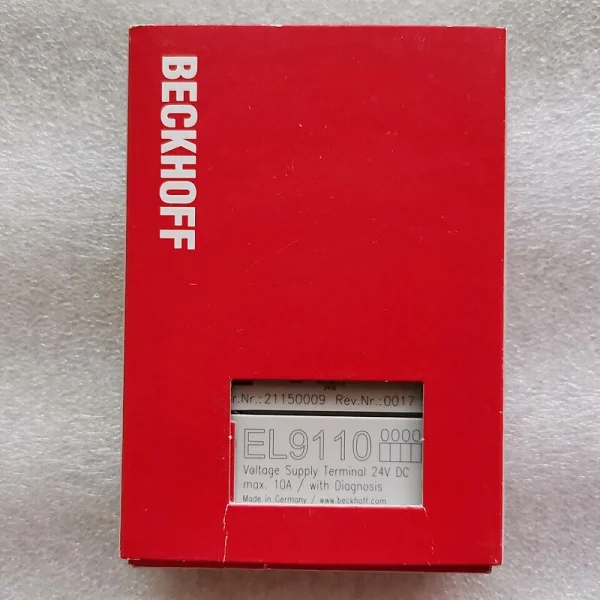 BECKHOFF
r.Nr.:21150009 Rev.Nr.:0017
EL9110 0000
Voltage Supply Terminal 24V DC
max. 10A / with Diagnosis
Made in Germany / www.beckhoff.com